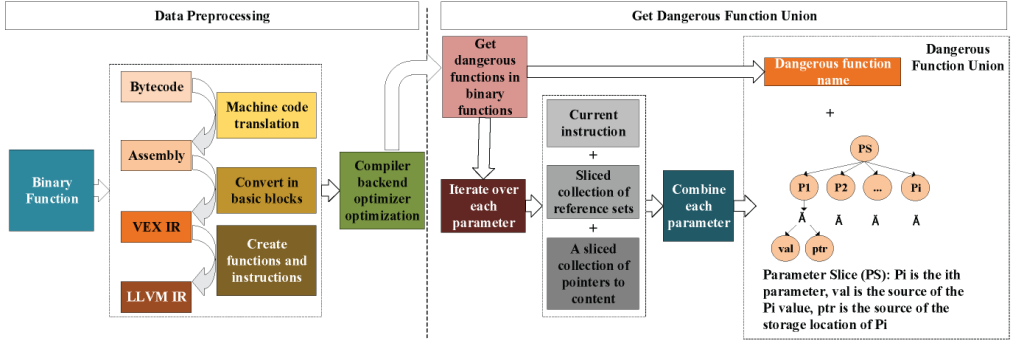 Data Preprocessing
Get Dangerous Function Union
Binary
Function
Bytecode
Machine code
translation
Assembly
Convert in
basic blocks
VEX IR
Create
functions and
instructions
LLVM IR
Compiler
backend
optimizer
optimization
Get
dangerous
functions in
binary
functions
Iterate over
each
parameter
Current
instruction
+
Sliced
collection of
reference sets
+
A sliced
collection of
pointers to
content
Combine
each
parameter
Dangerous
Function Union
Dangerous function
name
+
PS
P1 P2 ... Pi
Ā Ā Ā Ā
val ptr
Parameter Slice (PS): Pi is the ith
parameter, val is the source of the
Pi value, ptr is the source of the
storage location of Pi